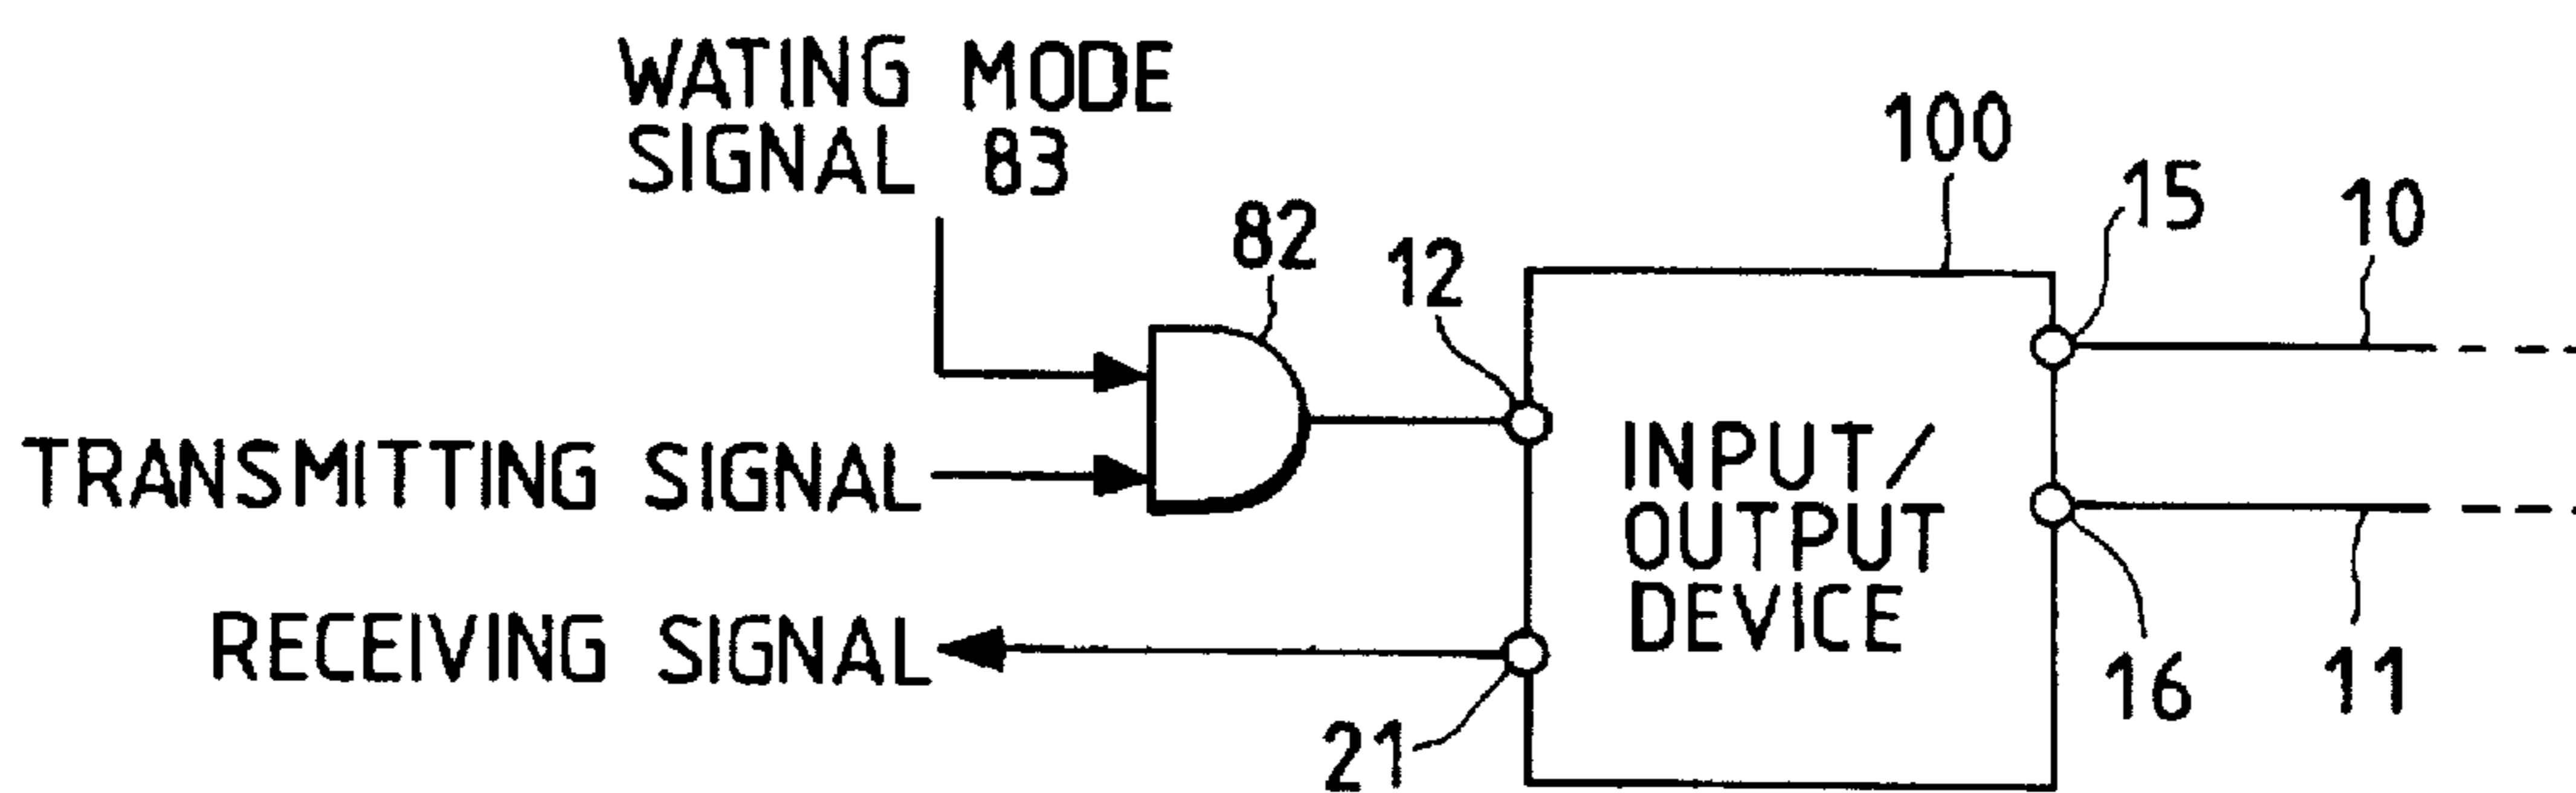 WATING MODE
SIGNAL 83
100
15
10
82
12
TRANSMITTING SIGNAL
INPUT/
OUTPUT
DEVICE
RECEIVING SIGNAL
16
11
21